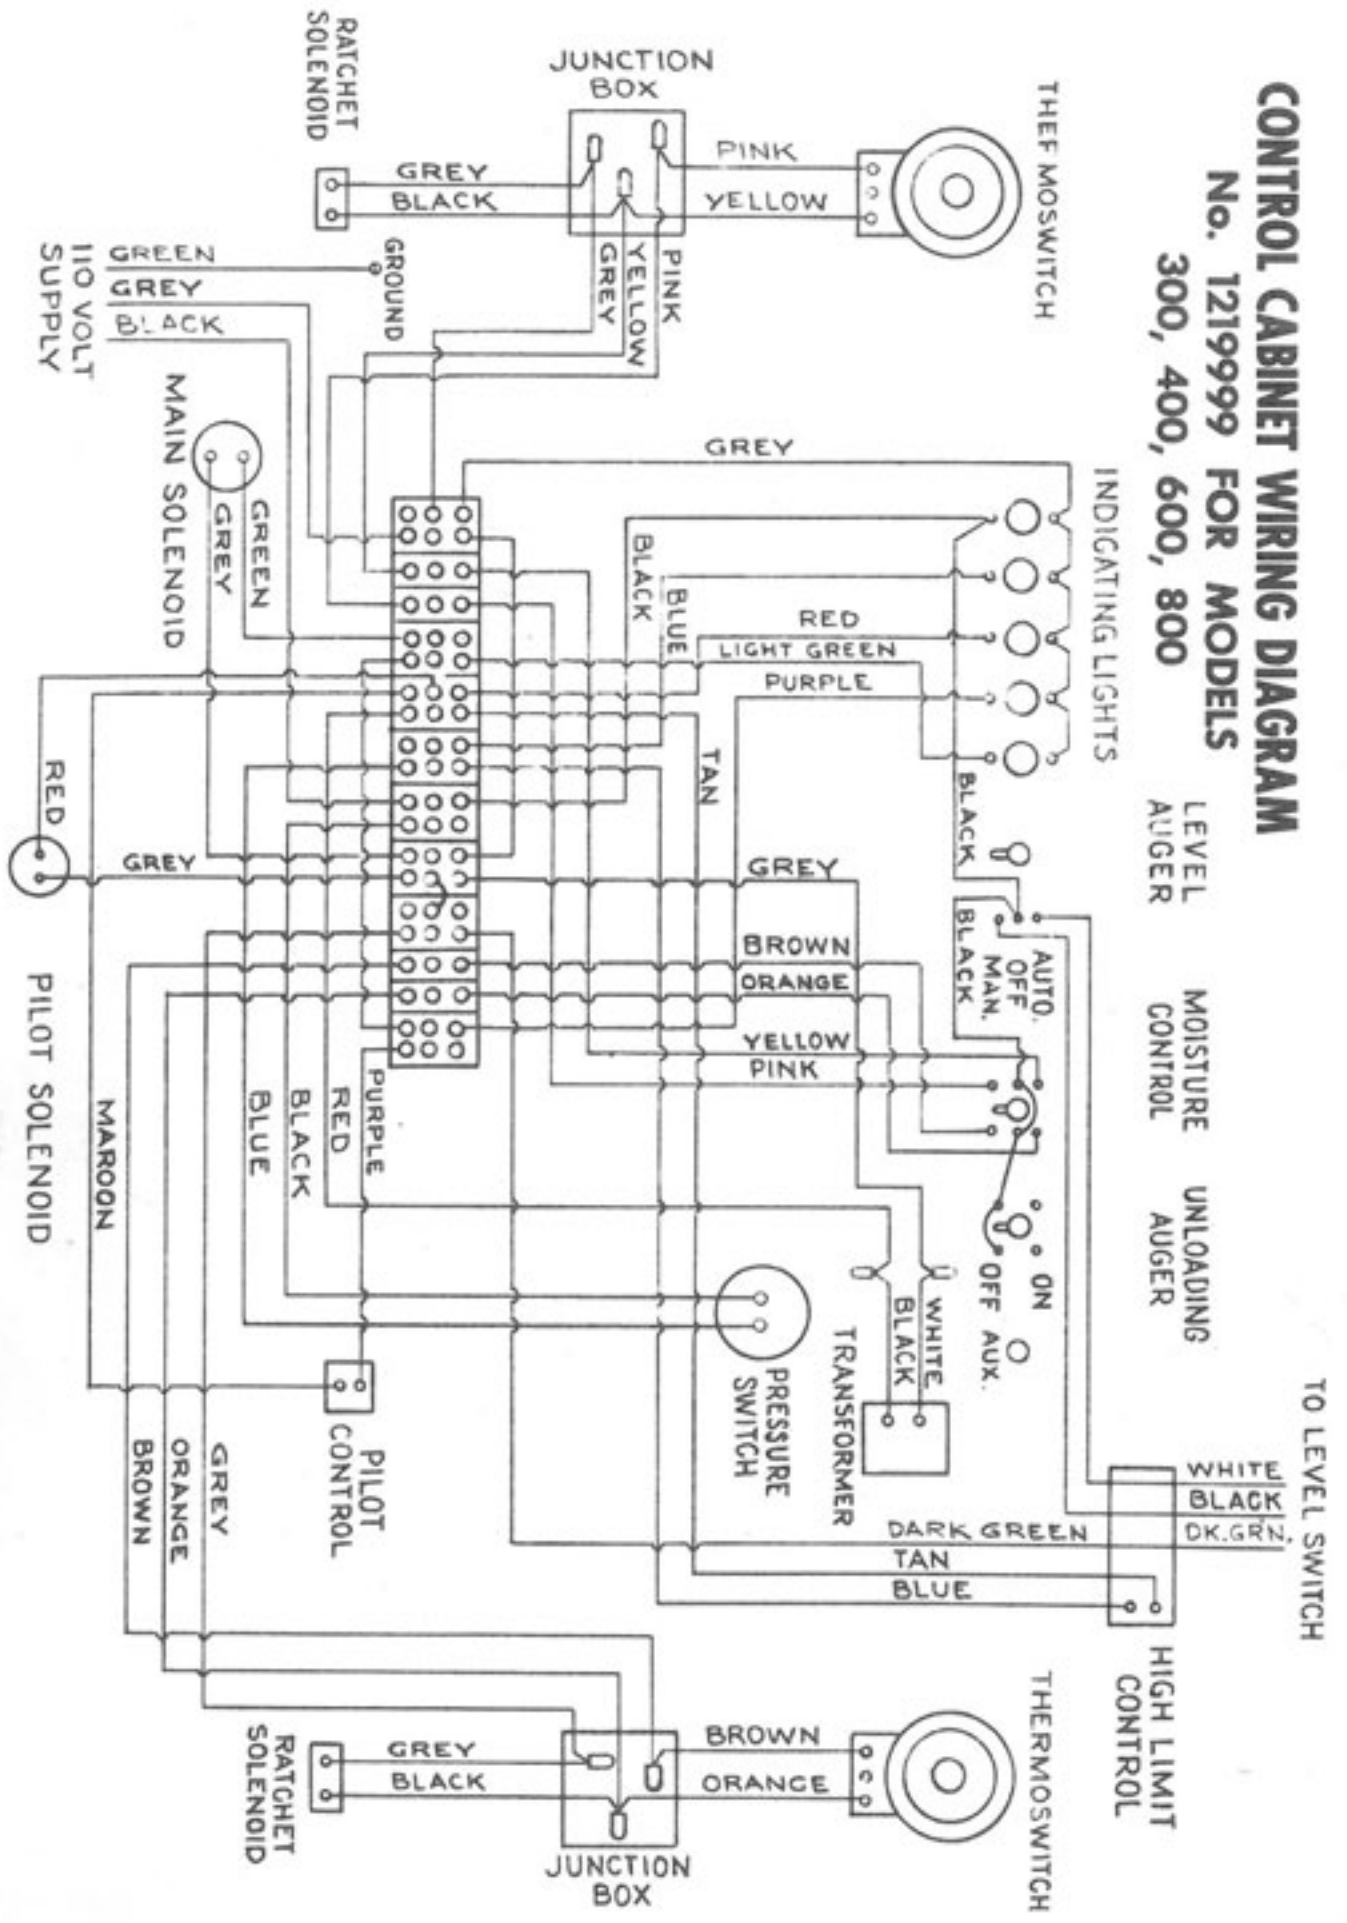 CONTROL CABINET WIRING DIAGRAM
No. 1219999 FOR MODELS
300, 400, 600, 800
THEF MOSWITCH
INDICATING LIGHTS
LEVEL
AUGER
MOISTURE
CONTROL
UNLOADING
AUGER
TO LEVEL SWITCH
JUNCTION
BOX
RATCHET
SOLENOID
GREY
BLACK
PINK
YELLOW
PINK
YELLOW
GREY
GROUND
GREEN
GREY
BLACK
110 VOLT
SUPPLY
MAIN SOLENOID
GREEN
GREY
GREY
BLACK
BLUE
RED
LIGHT GREEN
PURPLE
TAN
BLACK
BLACK
AUTO.
OFF
MAN.
RED
GREY
PILOT SOLENOID
GREY
BROWN
ORANGE
YELLOW
PINK
ON
OFF AUX.
MAROON
BLUE
BLACK
RED
PURPLE
WHITE
BLACK
TRANSFORMER
PRESSURE
SWITCH
PILOT
CONTROL
WHITE
BLACK
DK.GRN.
DARK GREEN
TAN
BLUE
HIGH LIMIT
CONTROL
GREY
ORANGE
BROWN
THERMOSWITCH
BROWN
ORANGE
GREY
BLACK
RATCHET
SOLENOID
JUNCTION
BOX